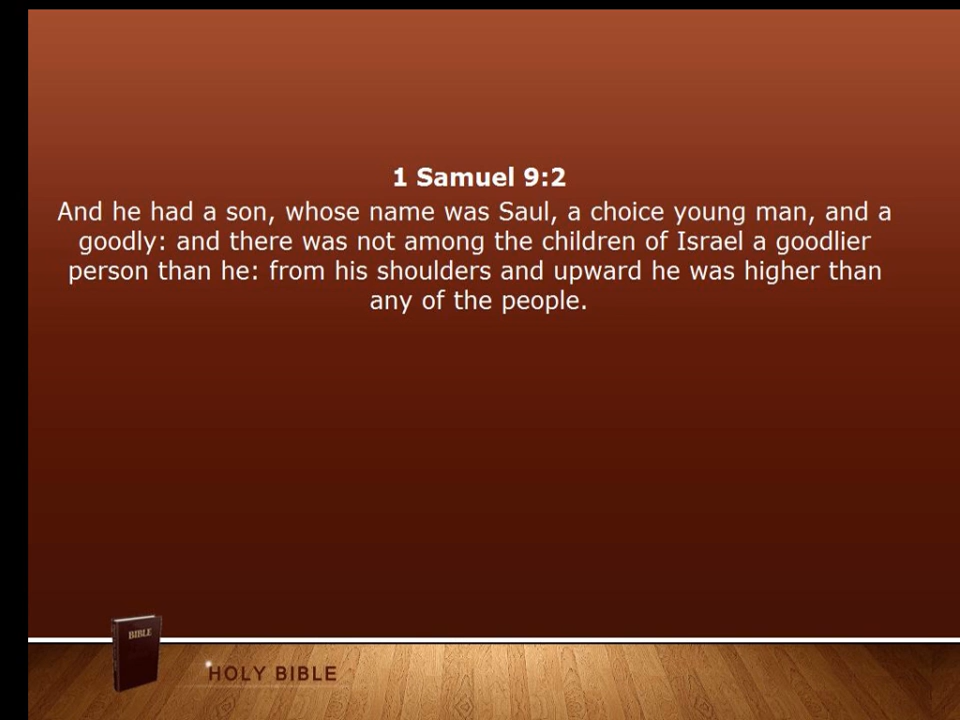 1 Samuel 9:2
And he had a son, whose name was Saul, a choice young man, and a
goodly: and there was not among the children of Israel a goodlier
person than he: from his shoulders and upward he was higher than
any of the people.
BIBLE
HOLY BIBLE